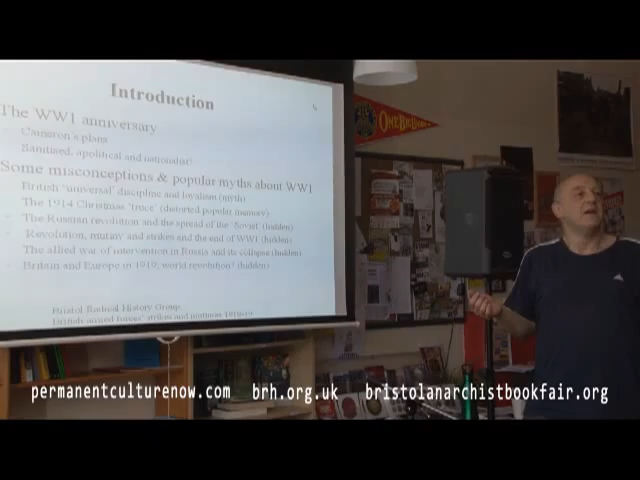 Introduction
The WW1 anniversary
Cameron's plans
Sanitised, apolitical and nationalist?
Some misconceptions & popular myths about WW1
British 'universal' discipline and loyalism (myth)
The 1914 Christmas 'truce' (distorted popular memory)
The Russian revolution and the spread of the 'Soviet' (hidden)
Revolution, mutiny and strikes and the end of WW1 (hidden)
The allied war of intervention in Russia and its collapse (hidden)
Britain and Europe in 1919; world revolution? (hidden)
Bristol Radical History Group
British armed forces' strikes and mutinies 1918-19
ONE BIG
permanentculturenow.com brh.org.uk bristolanarchistbookfair.org